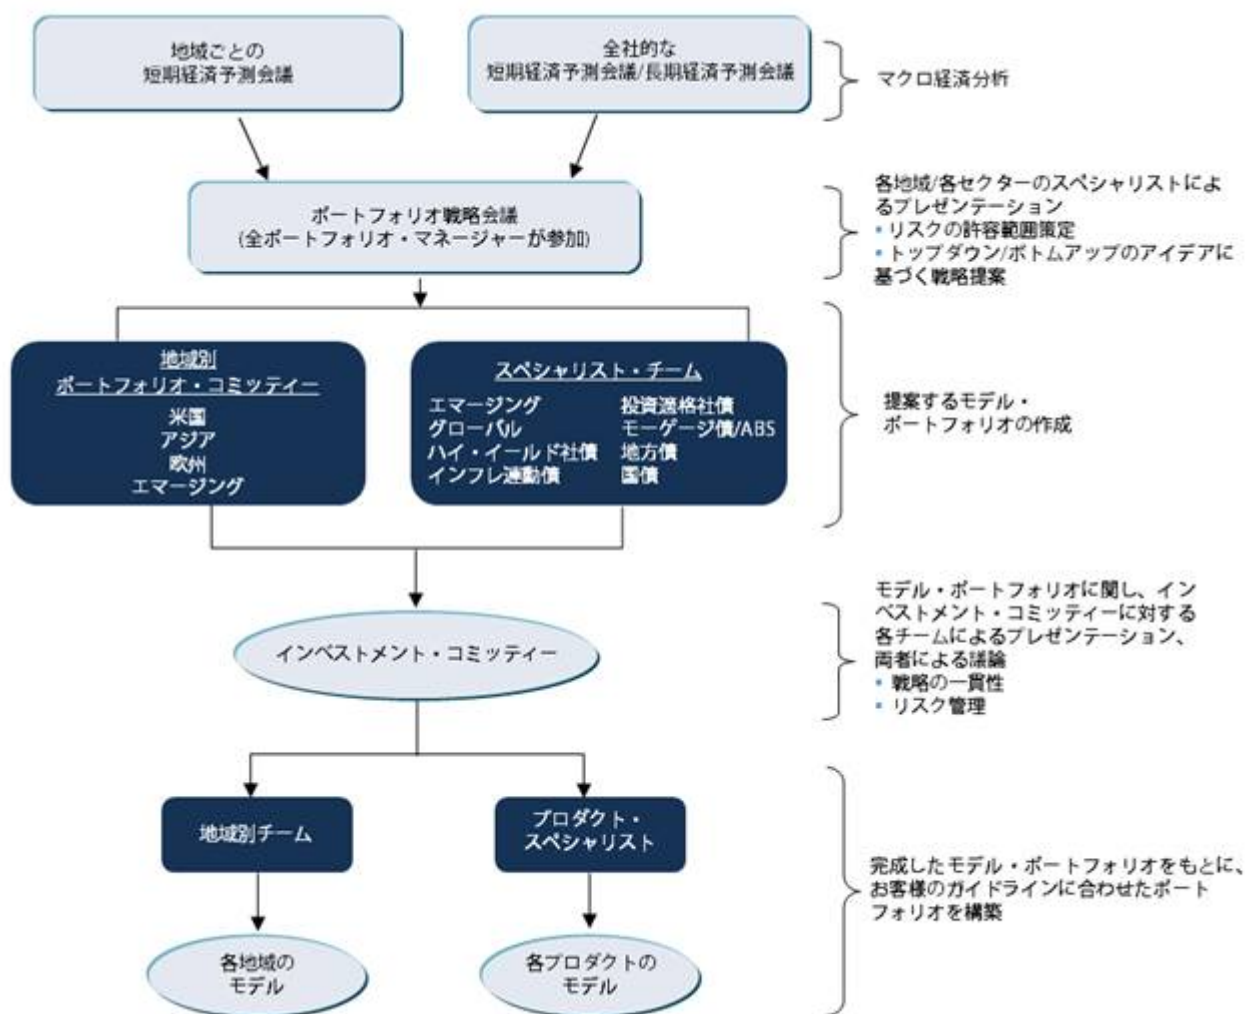 地域ごとの
短期経済予測会議
全社的な
短期経済予測会議/長期経済予測会議
マクロ経済分析
ポートフォリオ戦略会議
(全ポートフォリオ・マネージャーが参加)
各地域/各セクターのスペシャリストによ
るプレゼンテーション
▪ リスクの許容範囲策定
▪ トップダウン/ボトムアップのアイデアに
基づく戦略提案
地域別
ポートフォリオ・コミッティー
米国
アジア
欧州
エマージング
スペシャリスト・チーム
エマージング 投資適格社債
グローバル モーゲージ債/ABS
ハイ・イールド社債 地方債
インフレ連動債 国債
提案するモデル・
ポートフォリオの作成
インベストメント・コミッティー
モデル・ポートフォリオに関し、イン
ベストメント・コミッティーに対する
各チームによるプレゼンテーション、
両者による議論
▪ 戦略の一貫性
▪ リスク管理
地域別チーム
プロダクト・
スペシャリスト
各地域の
モデル
各プロダクトの
モデル
完成したモデル・ポートフォリオをもとに、
お客様のガイドラインに合わせたポート
フォリオを構築